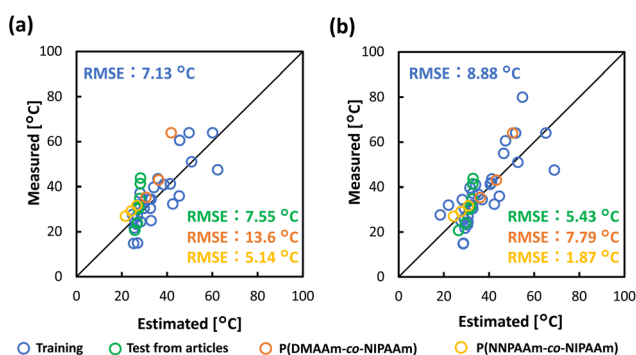 (a)
RMSE：7.13 °C
100
80
60
40
20
0
Measured [°C]
RMSE：7.55 °C
RMSE：13.6 °C
RMSE：5.14 °C
0 20 40 60 80 100
Estimated [°C]
(b)
RMSE：8.88 °C
100
80
60
40
20
0
Measured [°C]
RMSE：5.43 °C
RMSE：7.79 °C
RMSE：1.87 °C
0 20 40 60 80 100
Estimated [°C]
Training Test from articles P(DMAAm-co-NIPAAm) P(NNPAAm-co-NIPAAm)